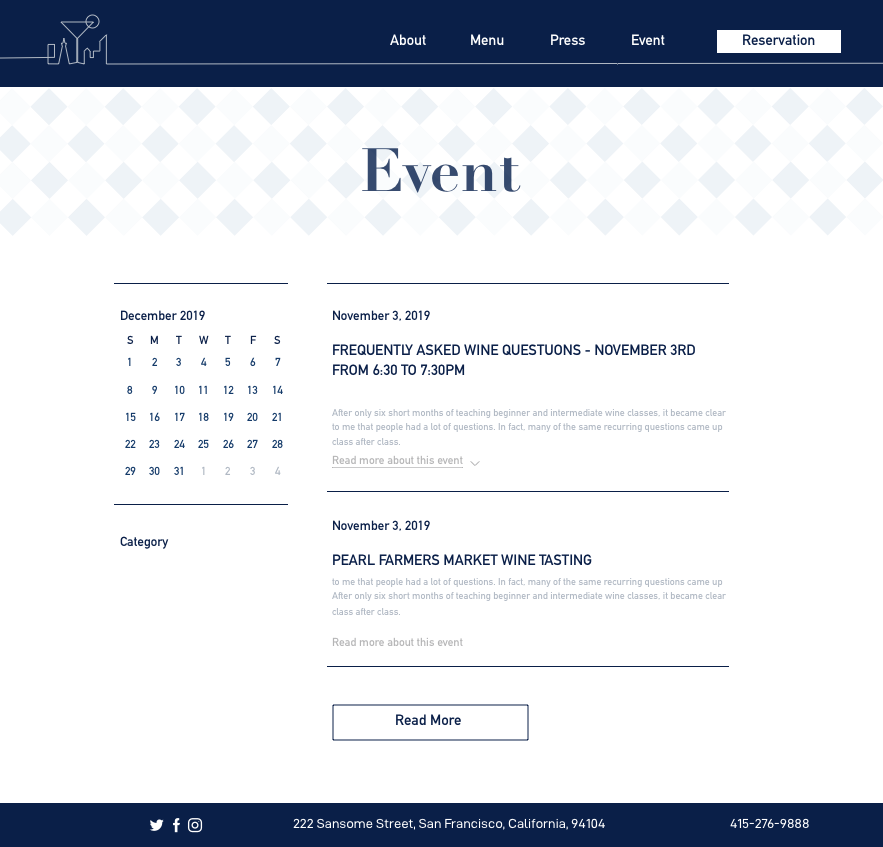 About Menu Press Event Reservation
Event
December 2019
S M T W T F S
1 2 3 4 5 6 7
8 9 10 11 12 13 14
15 16 17 18 19 20 21
22 23 24 25 26 27 28
29 30 31 1 2 3 4
Category
November 3, 2019
FREQUENTLY ASKED WINE QUESTUONS - NOVEMBER 3RD
FROM 6:30 TO 7:30PM
After only six short months of teaching beginner and intermediate wine classes, it became clear
to me that people had a lot of questions. In fact, many of the same recurring questions came up
class after class.
Read more about this event
November 3, 2019
PEARL FARMERS MARKET WINE TASTING
to me that people had a lot of questions. In fact, many of the same recurring questions came up
After only six short months of teaching beginner and intermediate wine classes, it became clear
class after class.
Read more about this event
Read More
222 Sansome Street, San Francisco, California, 94104
415-276-9888